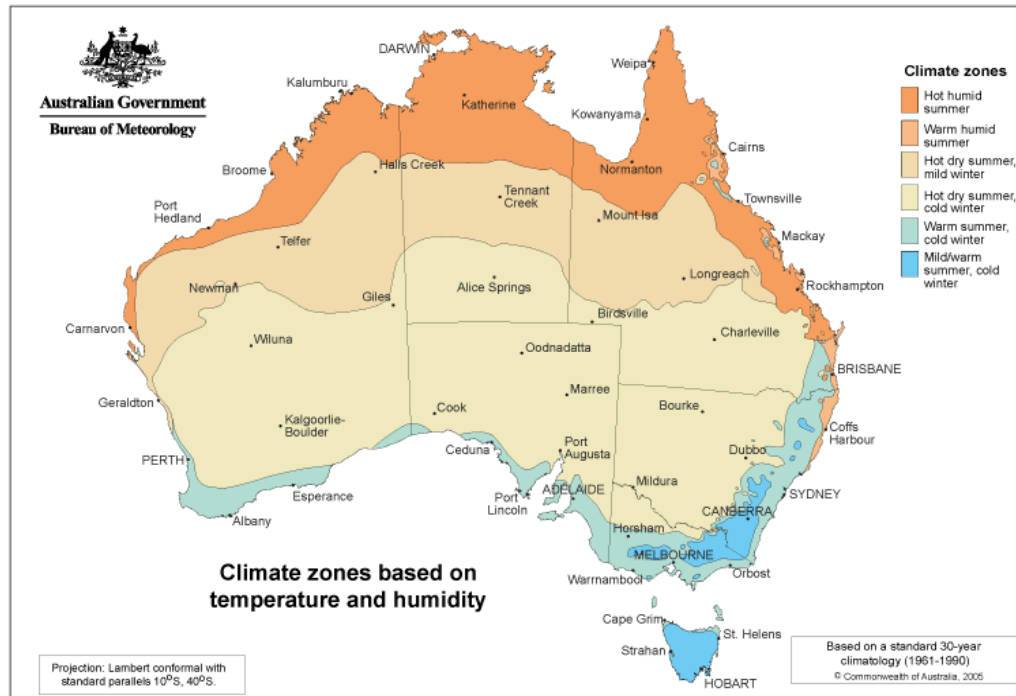 Australian Government
Bureau of Meteorology
DARWIN
Kalumburu
Katherine
Weipa
Kowanyama
Cairns
Broome
Halls Creek
Normanton
Townsville
Port
Hedland
Tennant
Creek
Mount Isa
Mackay
Telfer
Longreach
Rockhampton
Newman
Giles
Alice Springs
Birdsville
Carnarvon
Wiluna
Oodnadatta
Charleville
BRISBANE
Geraldton
Marree
Bourke
Cook
Kalgoorlie-
Boulder
Coffs
Harbour
PERTH
Ceduna
Port
Augusta
Dubbo
Esperance
Mildura
ADELAIDE
Port
Lincoln
SYDNEY
Albany
CANBERRA
Horsham
MELBOURNE
Warrnambool
Orbost
Cape Grim
St. Helens
Strahan
HOBART
Climate zones
Hot humid
summer
Warm humid
summer
Hot dry summer,
mild winter
Hot dry summer,
cold winter
Warm summer,
cold winter
Mild/warm
summer, cold
winter
Climate zones based on
temperature and humidity
Projection: Lambert conformal with
standard parallels 10°S, 40°S.
Based on a standard 30-year
climatology (1961-1990)
© Commonwealth of Australia, 2005